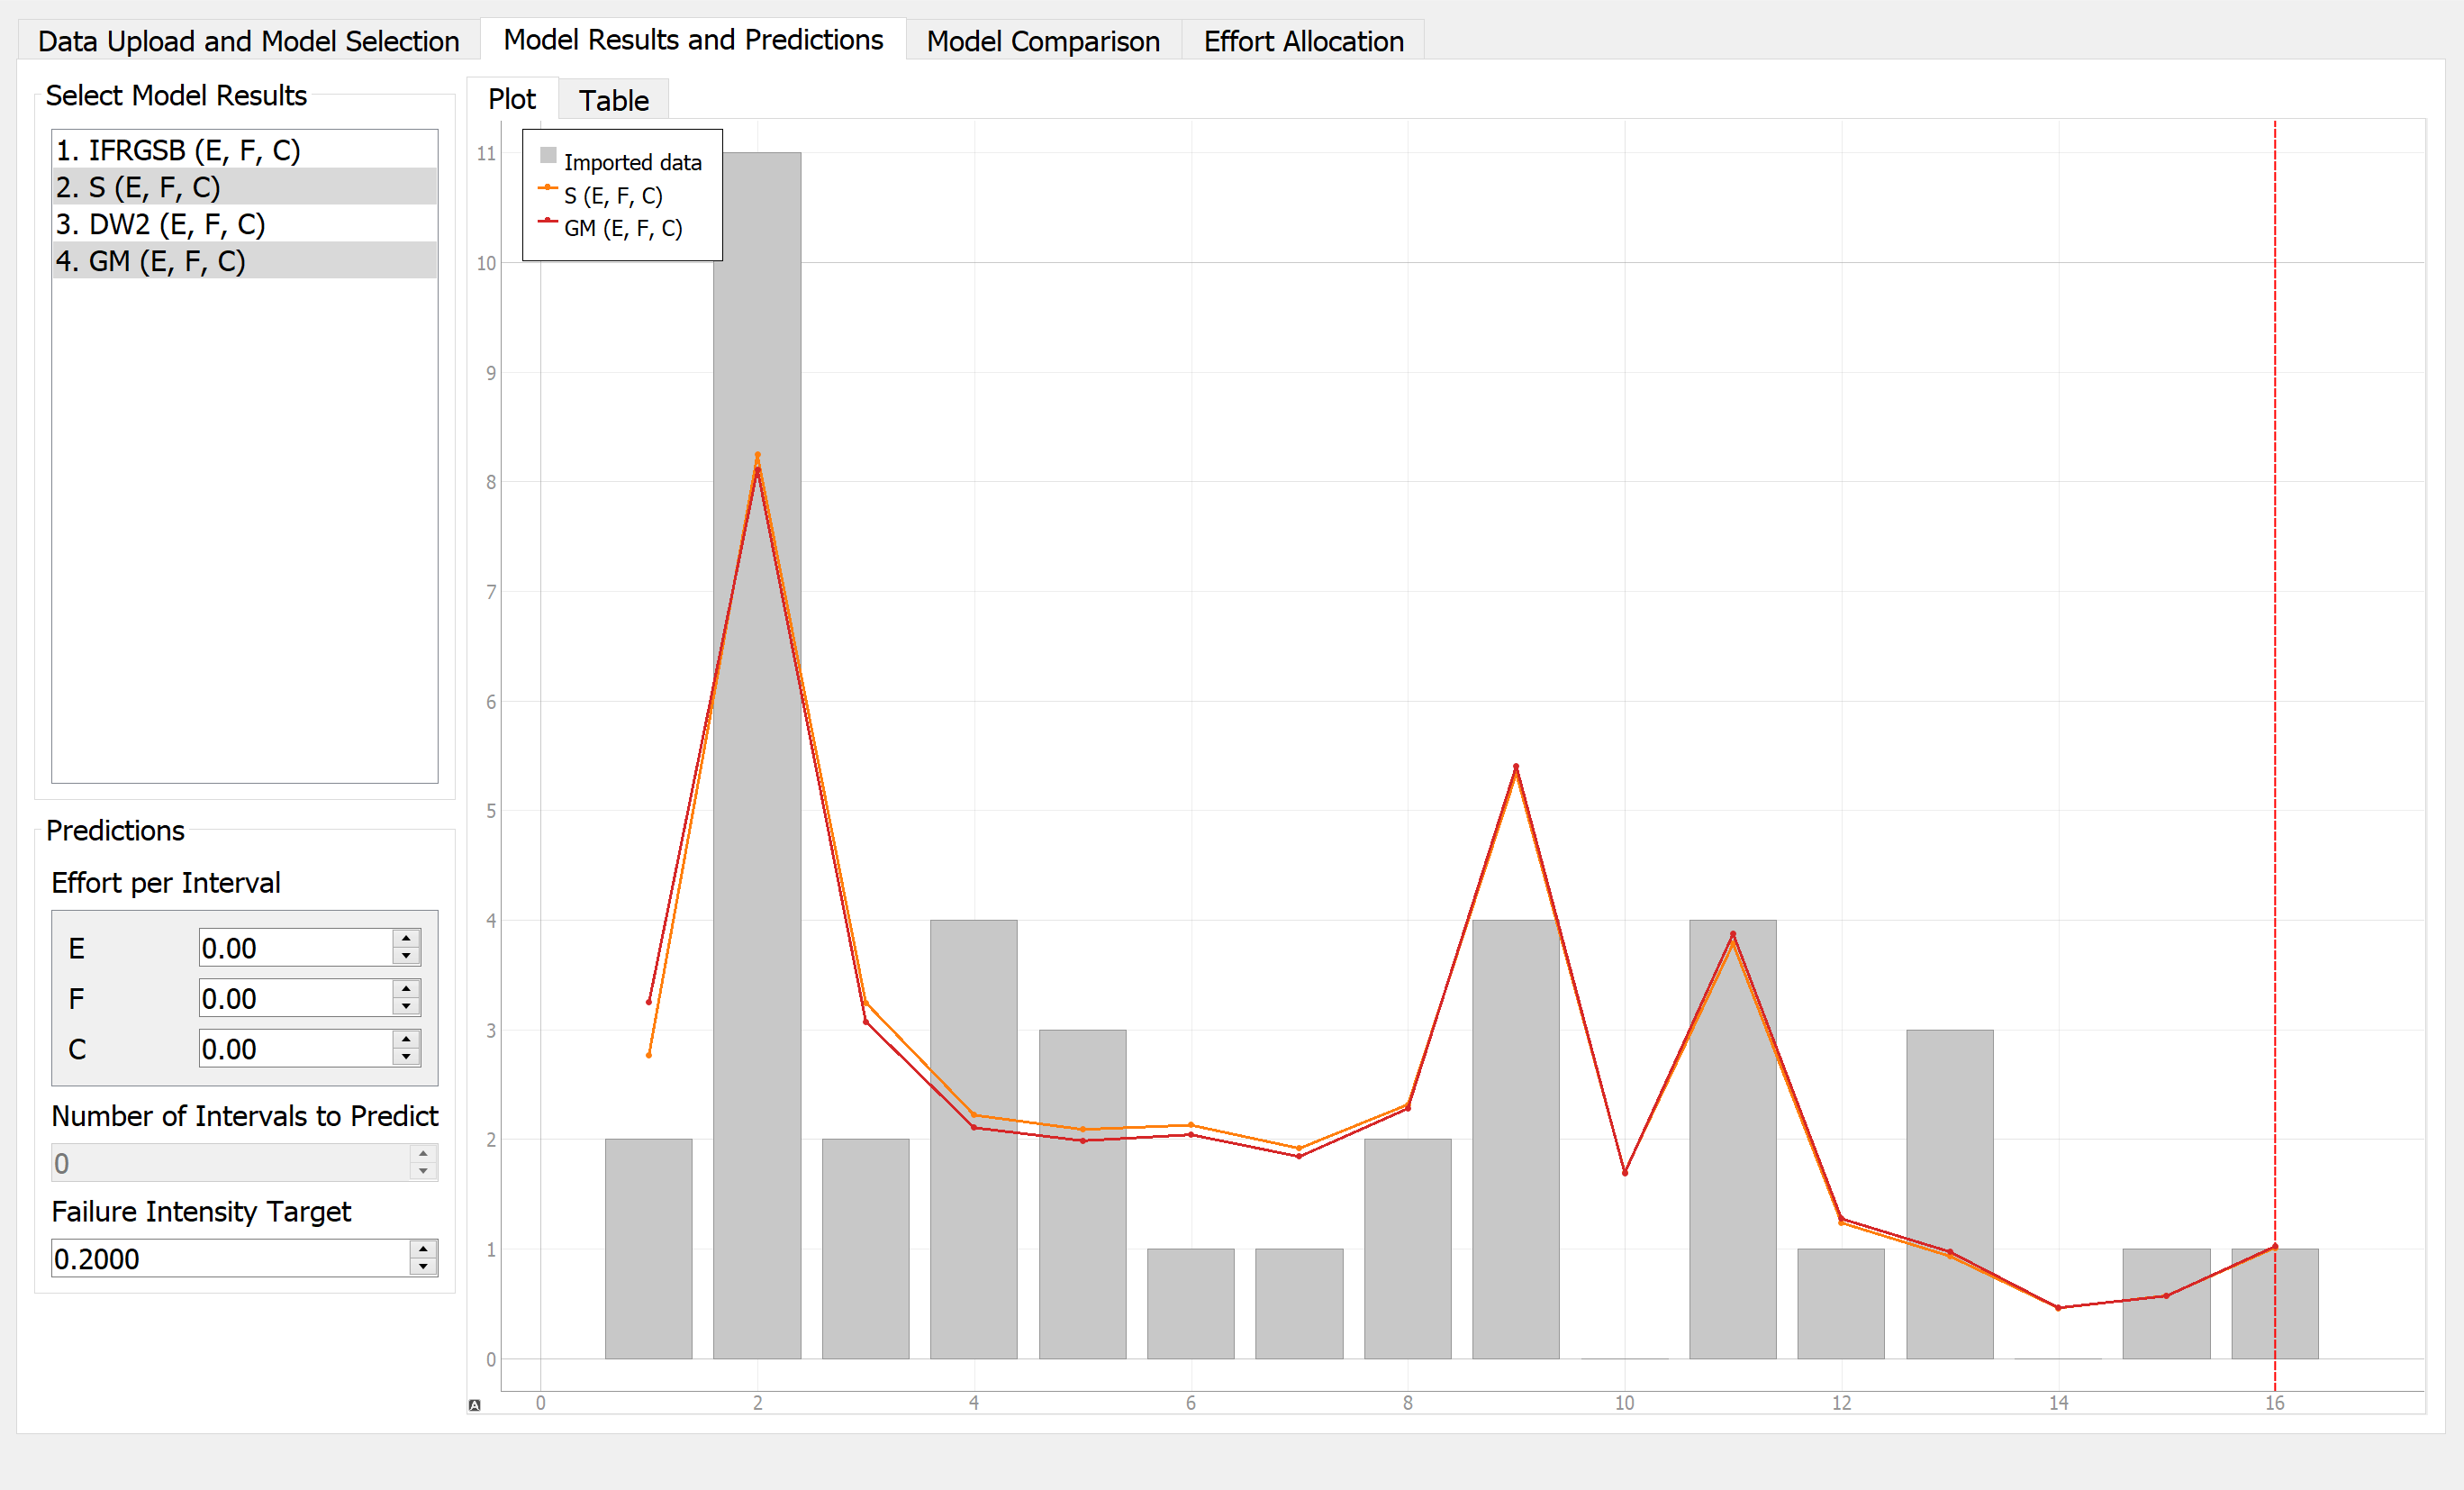 Data Upload and Model Selection
Model Results and Predictions
Model Comparison
Effort Allocation
Select Model Results
1. IFRGSB (E, F, C)
2. S (E, F, C)
3. DW2 (E, F, C)
4. GM (E, F, C)
Predictions
Effort per Interval
E 0.00
F 0.00
C 0.00
Number of Intervals to Predict
0
Failure Intensity Target
0.2000
Plot
Table
Imported data
S (E, F, C)
GM (E, F, C)
11
10
9
8
7
6
5
4
3
2
1
0
A
0 2 4 6 8 10 12 14 16